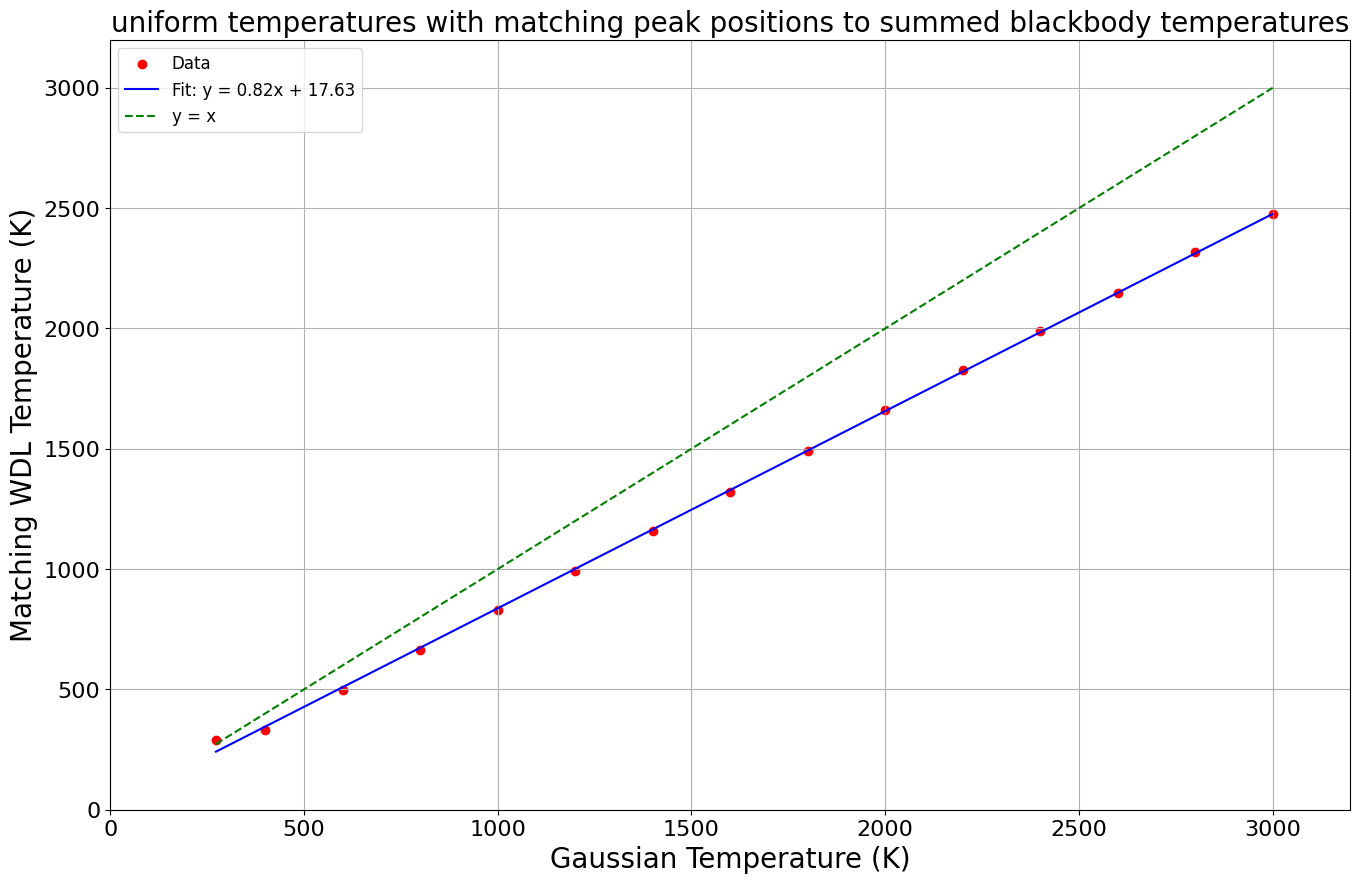 uniform temperatures with matching peak positions to summed blackbody temperatures
Data
Fit: y = 0.82x + 17.63
y = x
Matching WDL Temperature (K)
3000
2500
2000
1500
1000
500
0
0 500 1000 1500 2000 2500 3000
Gaussian Temperature (K)